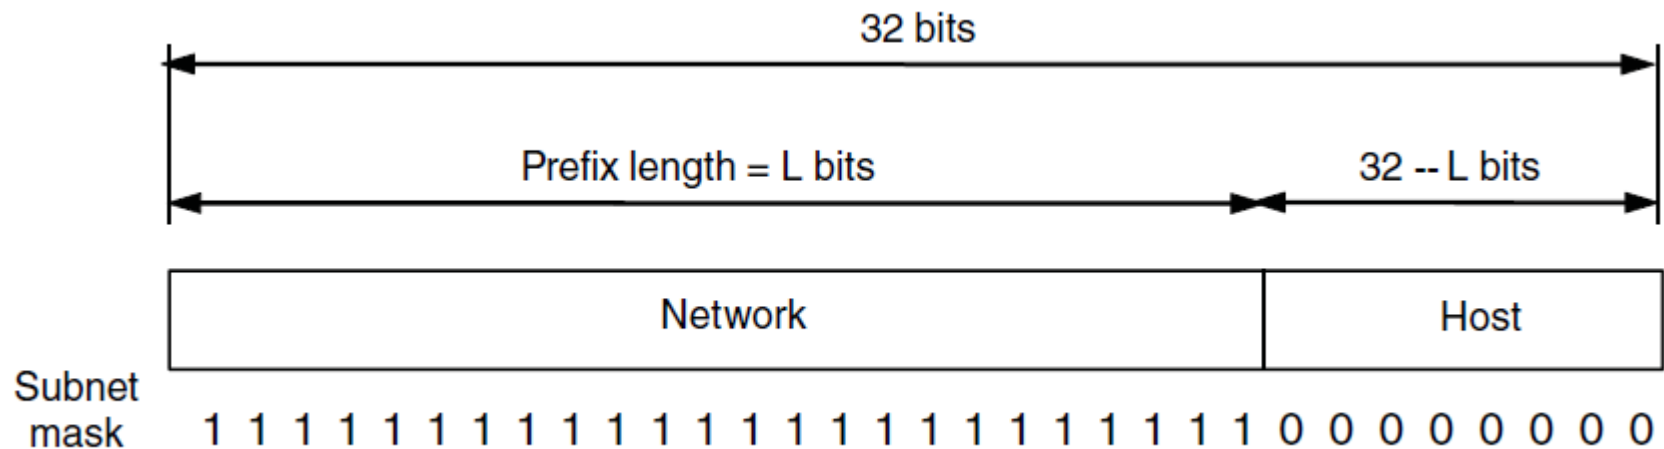 32 bits
Prefix length = L bits 32 -- L bits
Network Host
Subnet
mask 1 1 1 1 1 1 1 1 1 1 1 1 1 1 1 1 1 1 1 1 1 1 1 1 0 0 0 0 0 0 0 0